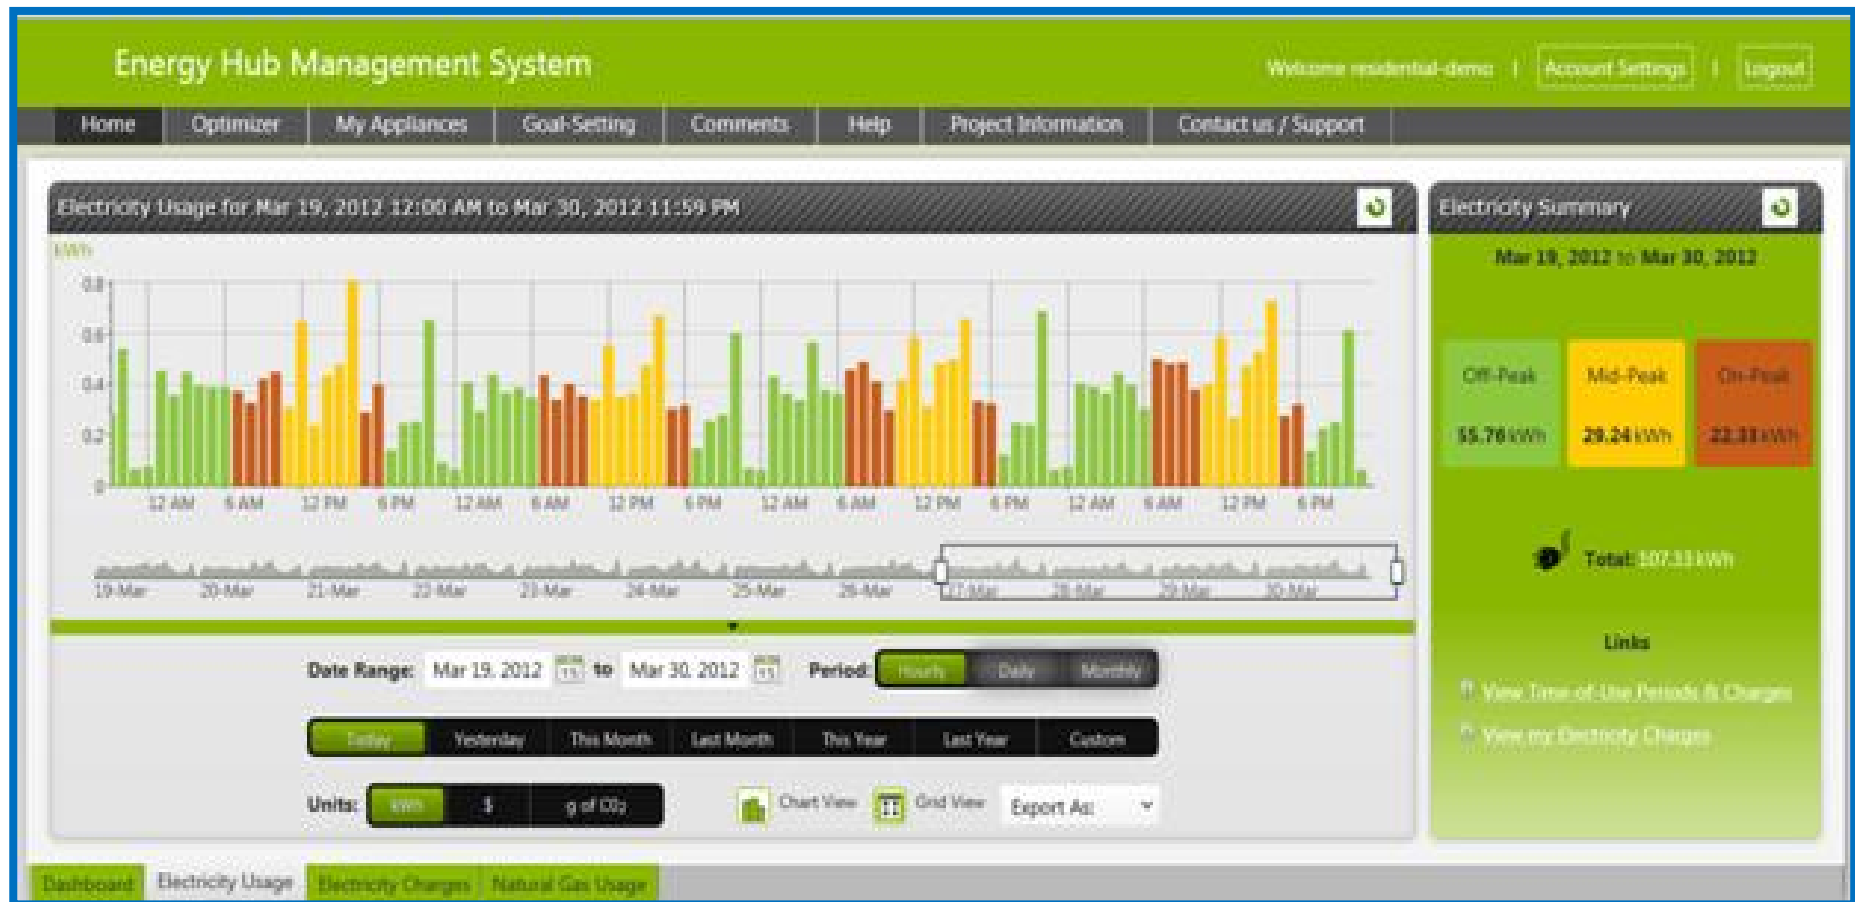 Energy Hub Management System
Welcome residential-demo | Account Settings | Logout
Home Optimizer My Appliances Goal-Setting Comments Help Project Information Contact us / Support
Electricity Usage for Mar 19, 2012 12:00 AM to Mar 30, 2012 11:59 PM
kWh
0.8
0.6
0.4
0.2
0
12 AM 6 AM 12 PM 6 PM 12 AM 6 AM 12 PM 6 PM 12 AM 6 AM 12 PM 6 PM 12 AM 6 AM 12 PM 6 PM
19-Mar 20-Mar 21-Mar 22-Mar 23-Mar 24-Mar 25-Mar 26-Mar 27-Mar 28-Mar 29-Mar 30-Mar
Date Range: Mar 19, 2012 to Mar 30, 2012 Period: Hourly Daily Monthly
Today Yesterday This Month Last Month This Year Last Year Custom
Units: kWh $ g of CO₂ Chart View Grid View Export As:
Electricity Summary
Mar 19, 2012 to Mar 30, 2012
Off-Peak Mid-Peak On-Peak
55.76 kWh 29.24 kWh 22.33 kWh
Total: 107.33 kWh
Links
View Time-of-Use Periods & Charges
View my Electricity Charges
Dashboard Electricity Usage Electricity Charges Natural Gas Usage